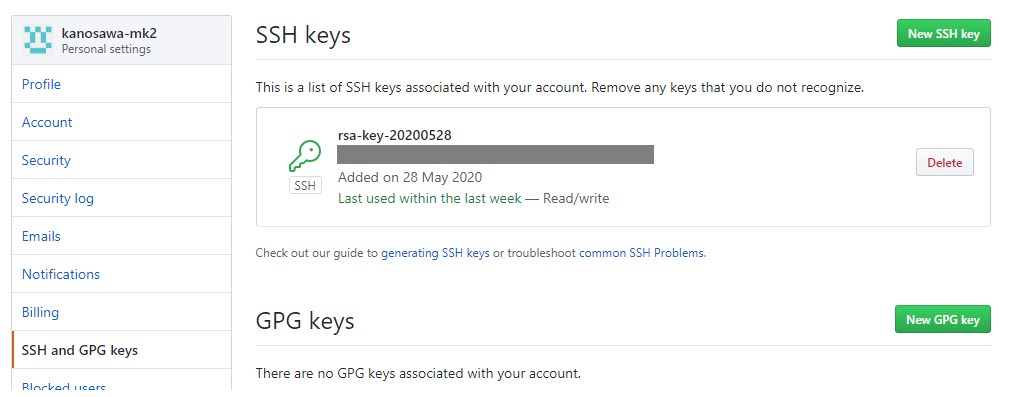 kanosawa-mk2
Personal settings
Profile
Account
Security
Security log
Emails
Notifications
Billing
SSH and GPG keys
Blocked users
SSH keys
New SSH key
This is a list of SSH keys associated with your account. Remove any keys that you do not recognize.
rsa-key-20200528
SSH
Added on 28 May 2020
Last used within the last week — Read/write
Delete
Check out our guide to generating SSH keys or troubleshoot common SSH Problems.
GPG keys
New GPG key
There are no GPG keys associated with your account.